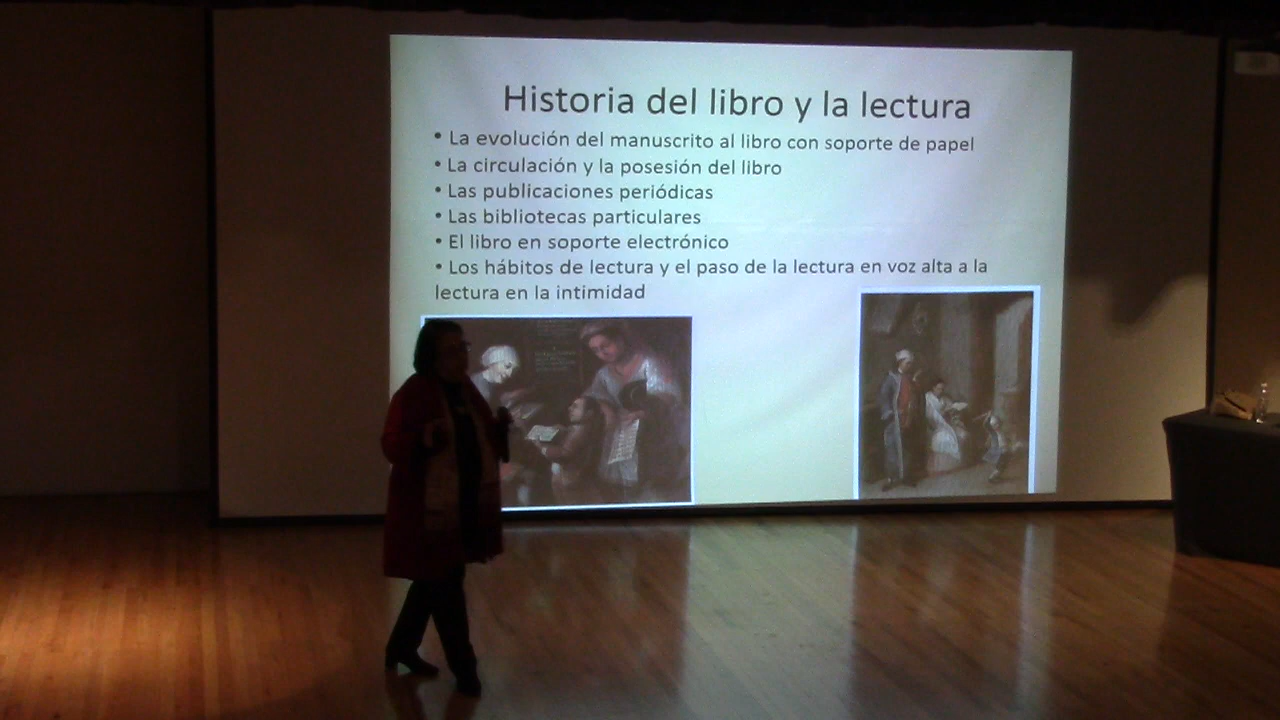 Historia del libro y la lectura
• La evolución del manuscrito al libro con soporte de papel
• La circulación y la posesión del libro
• Las publicaciones periódicas
• Las bibliotecas particulares
• El libro en soporte electrónico
• Los hábitos de lectura y el paso de la lectura en voz alta a la
lectura en la intimidad